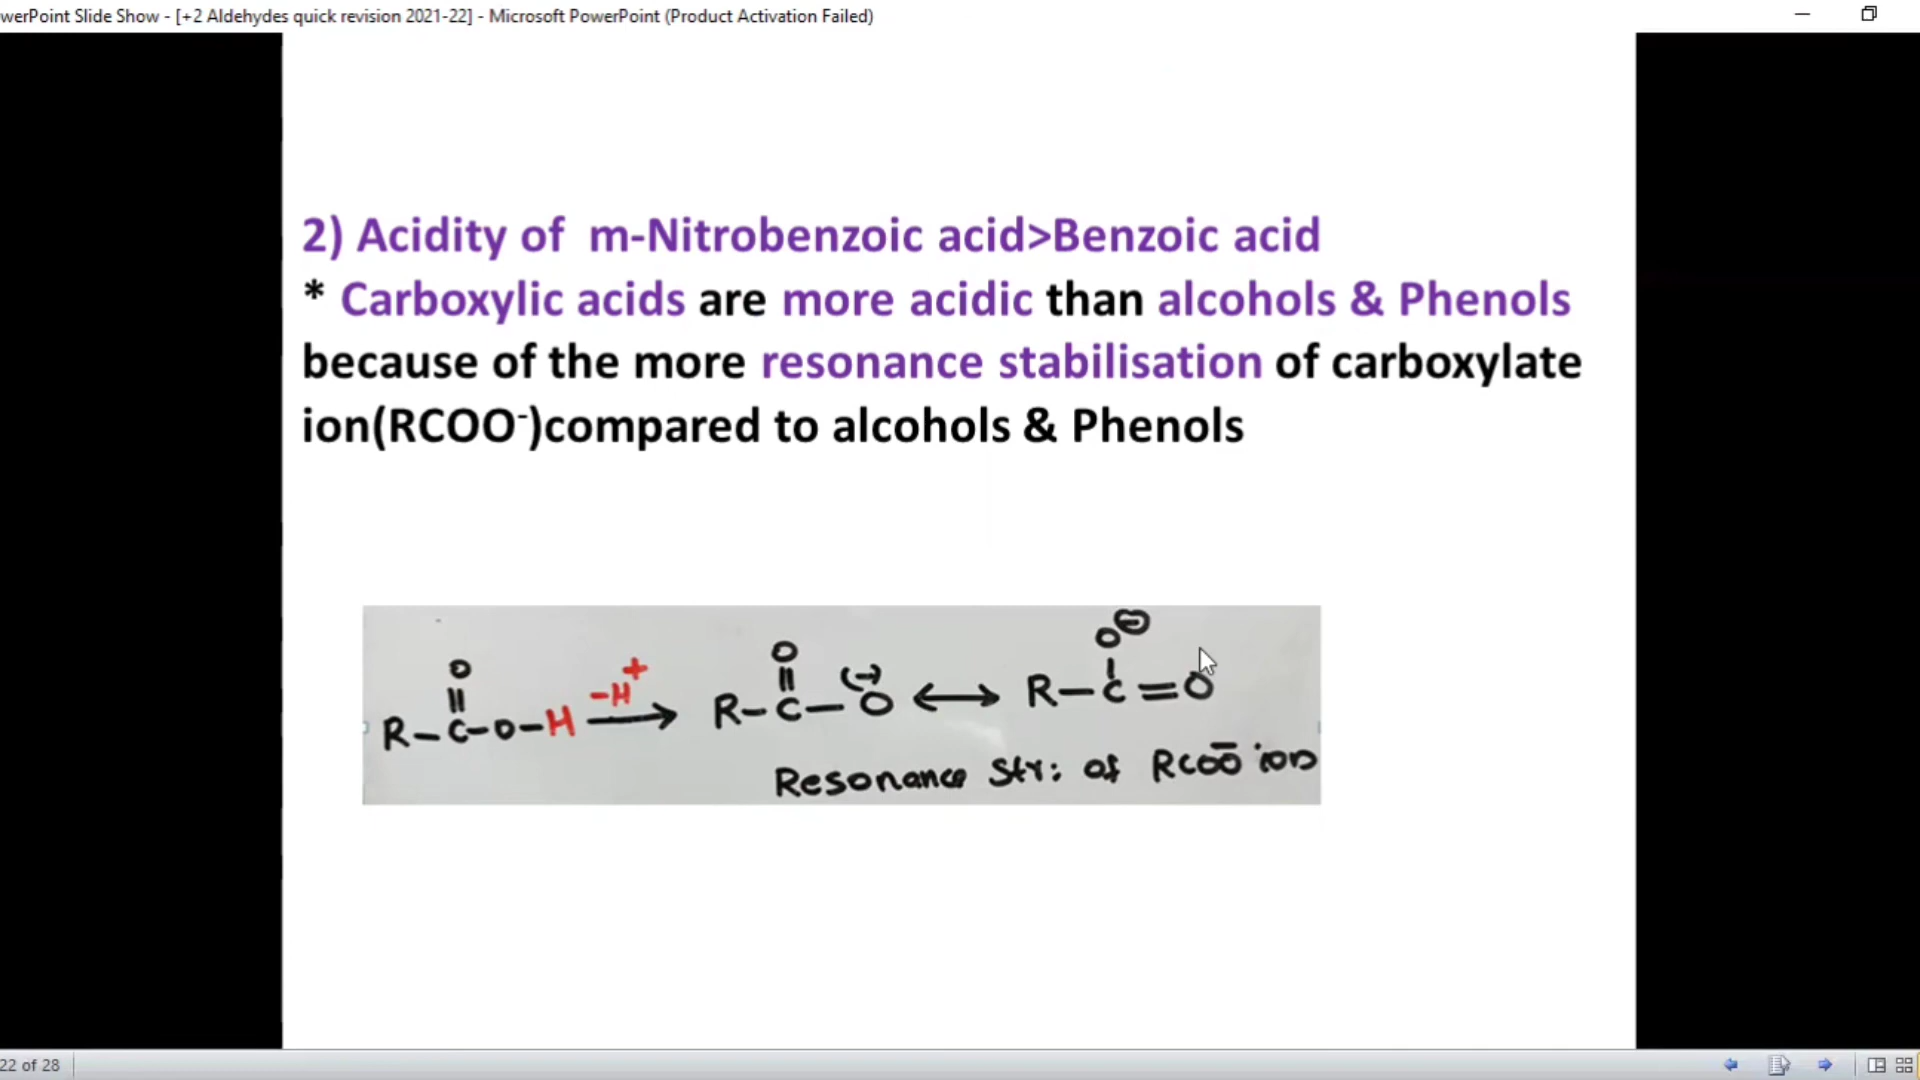 werPoint Slide Show - [+2 Aldehydes quick revision 2021-22] - Microsoft PowerPoint (Product Activation Failed)
2) Acidity of m-Nitrobenzoic acid>Benzoic acid
* Carboxylic acids are more acidic than alcohols & Phenols
because of the more resonance stabilisation of carboxylate
ion(RCOO⁻)compared to alcohols & Phenols
O O O⊖
|| || |
R-C-O-H -H⁺ → R-C-O(-) ↔ R-C=O
Resonance Str: of RCOO⁻ ion
22 of 28